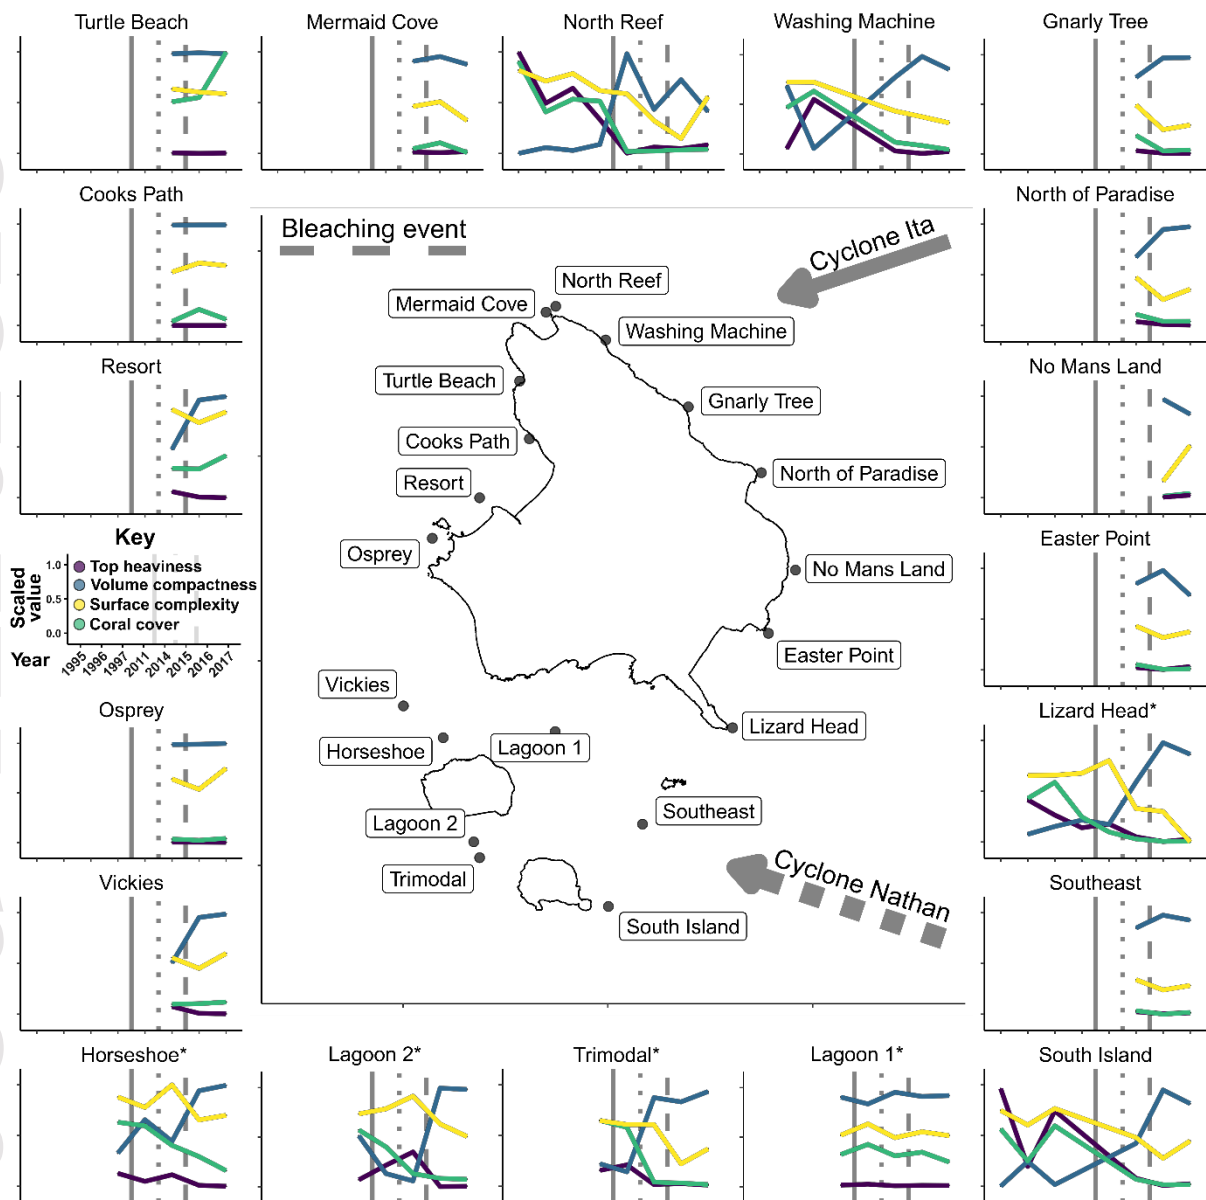 Turtle Beach
Mermaid Cove
North Reef
Washing Machine
Gnarly Tree
Cooks Path
North of Paradise
Bleaching event
Cyclone Ita
North Reef
Mermaid Cove
Washing Machine
Resort
No Mans Land
Turtle Beach
Gnarly Tree
Cooks Path
North of Paradise
Resort
Key
Easter Point
Osprey
1.0
0.5
0.0
Scaled
value
Top heaviness
Volume compactness
Surface complexity
Coral cover
No Mans Land
Year
1995
1996
1997
2011
2014
2015
2016
2017
Easter Point
Vickies
Osprey
Lizard Head*
Horseshoe
Lagoon 1
Lizard Head
Lagoon 2
Southeast
Trimodal
Cyclone Nathan
Vickies
Southeast
South Island
Horseshoe*
Lagoon 2*
Trimodal*
Lagoon 1*
South Island